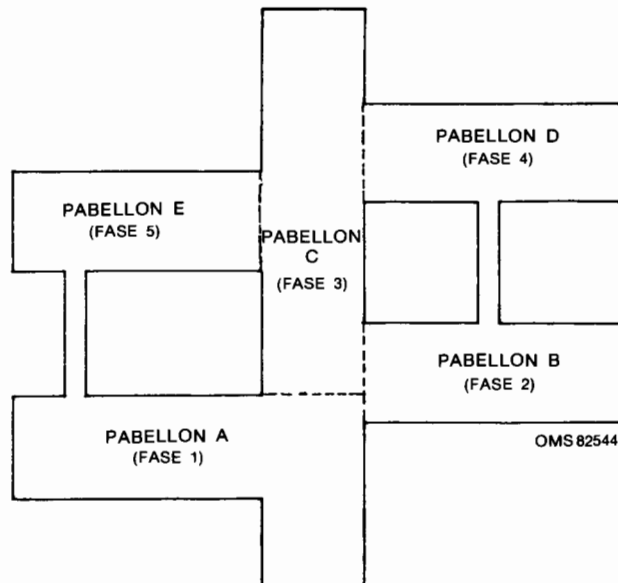 PABELLON D
(FASE 4)
PABELLON E
(FASE 5)
PABELLON
C
(FASE 3)
PABELLON B
(FASE 2)
PABELLON A
(FASE 1)
OMS 82544